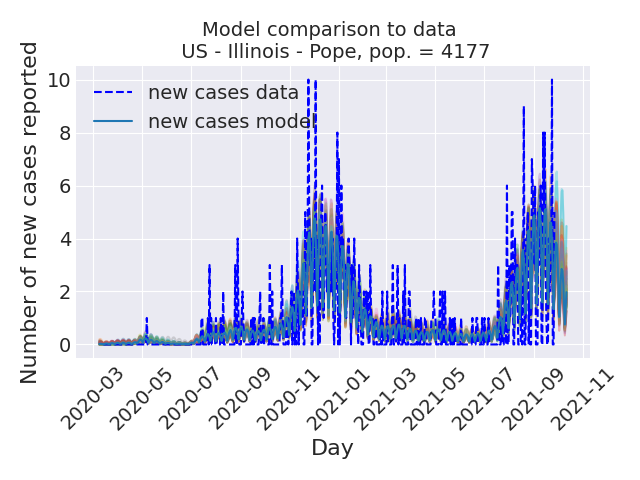 Model comparison to data
US - Illinois - Pope, pop. = 4177
Number of new cases reported
10
8
6
4
2
0
new cases data
new cases model
2020-03
2020-05
2020-07
2020-09
2020-11
2021-01
2021-03
2021-05
2021-07
2021-09
2021-11
Day